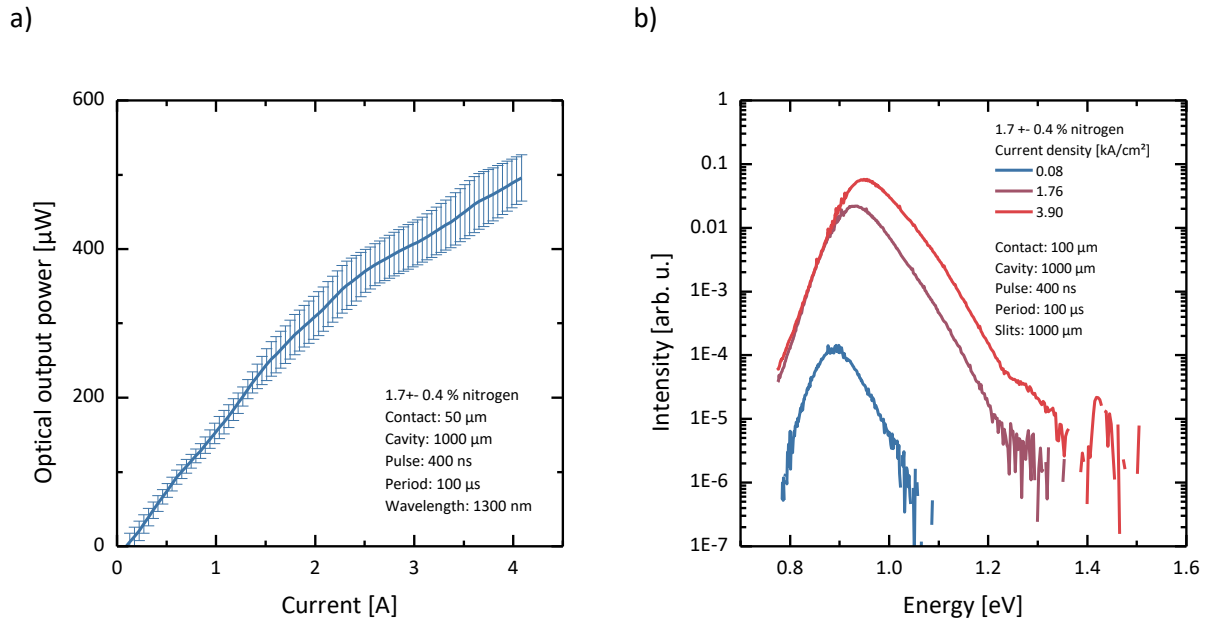 a)
600
400
200
0
0
1
2
3
4
Optical output power [µW]
Current [A]
1.7+- 0.4 % nitrogen
Contact: 50 µm
Cavity: 1000 µm
Pulse: 400 ns
Period: 100 µs
Wavelength: 1300 nm
b)
1
0.1
0.01
1E-3
1E-4
1E-5
1E-6
1E-7
0.8
1.0
1.2
1.4
1.6
Intensity [arb. u.]
Energy [eV]
1.7 +- 0.4 % nitrogen
Current density [kA/cm²]
0.08
1.76
3.90
Contact: 100 µm
Cavity: 1000 µm
Pulse: 400 ns
Period: 100 µs
Slits: 1000 µm